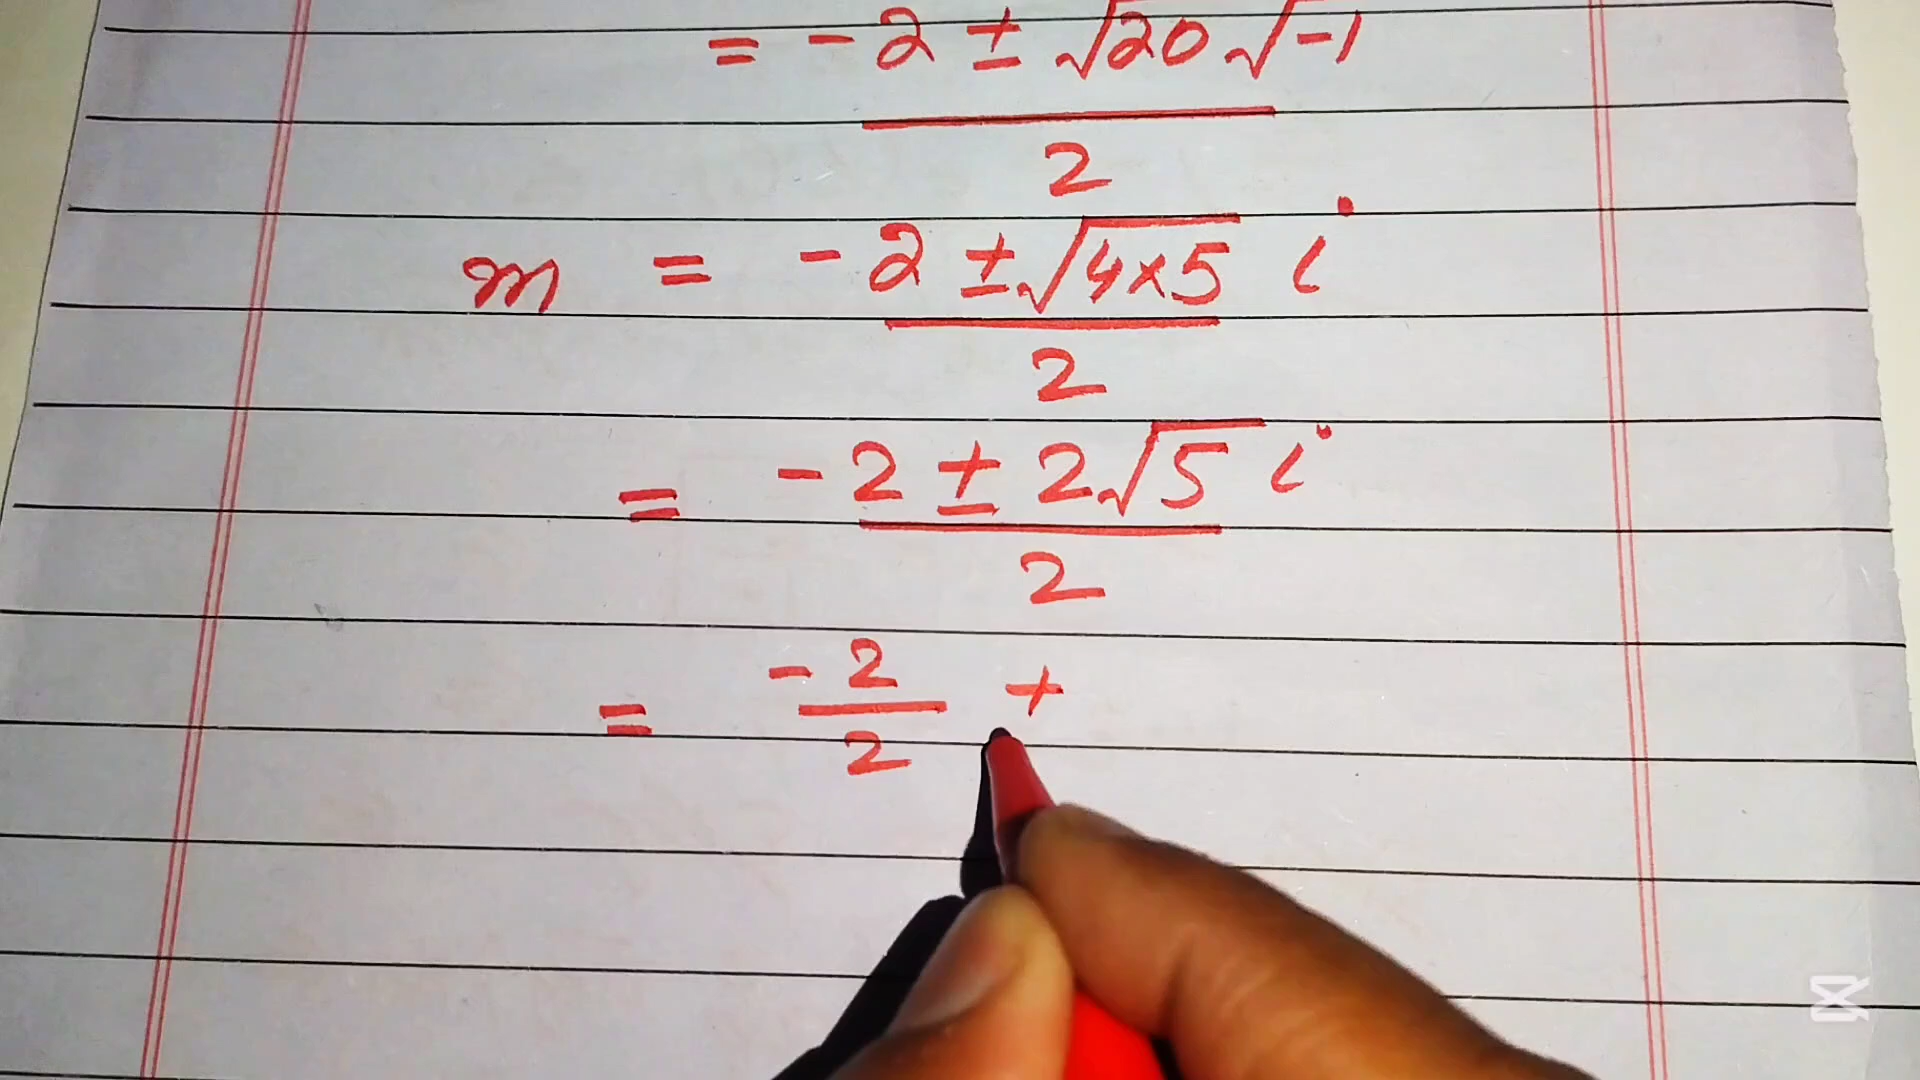 = -2 ± √20 √-1
2
m = -2 ± √4×5 i
2
= -2 ± 2√5 i
2
= -2/2 +